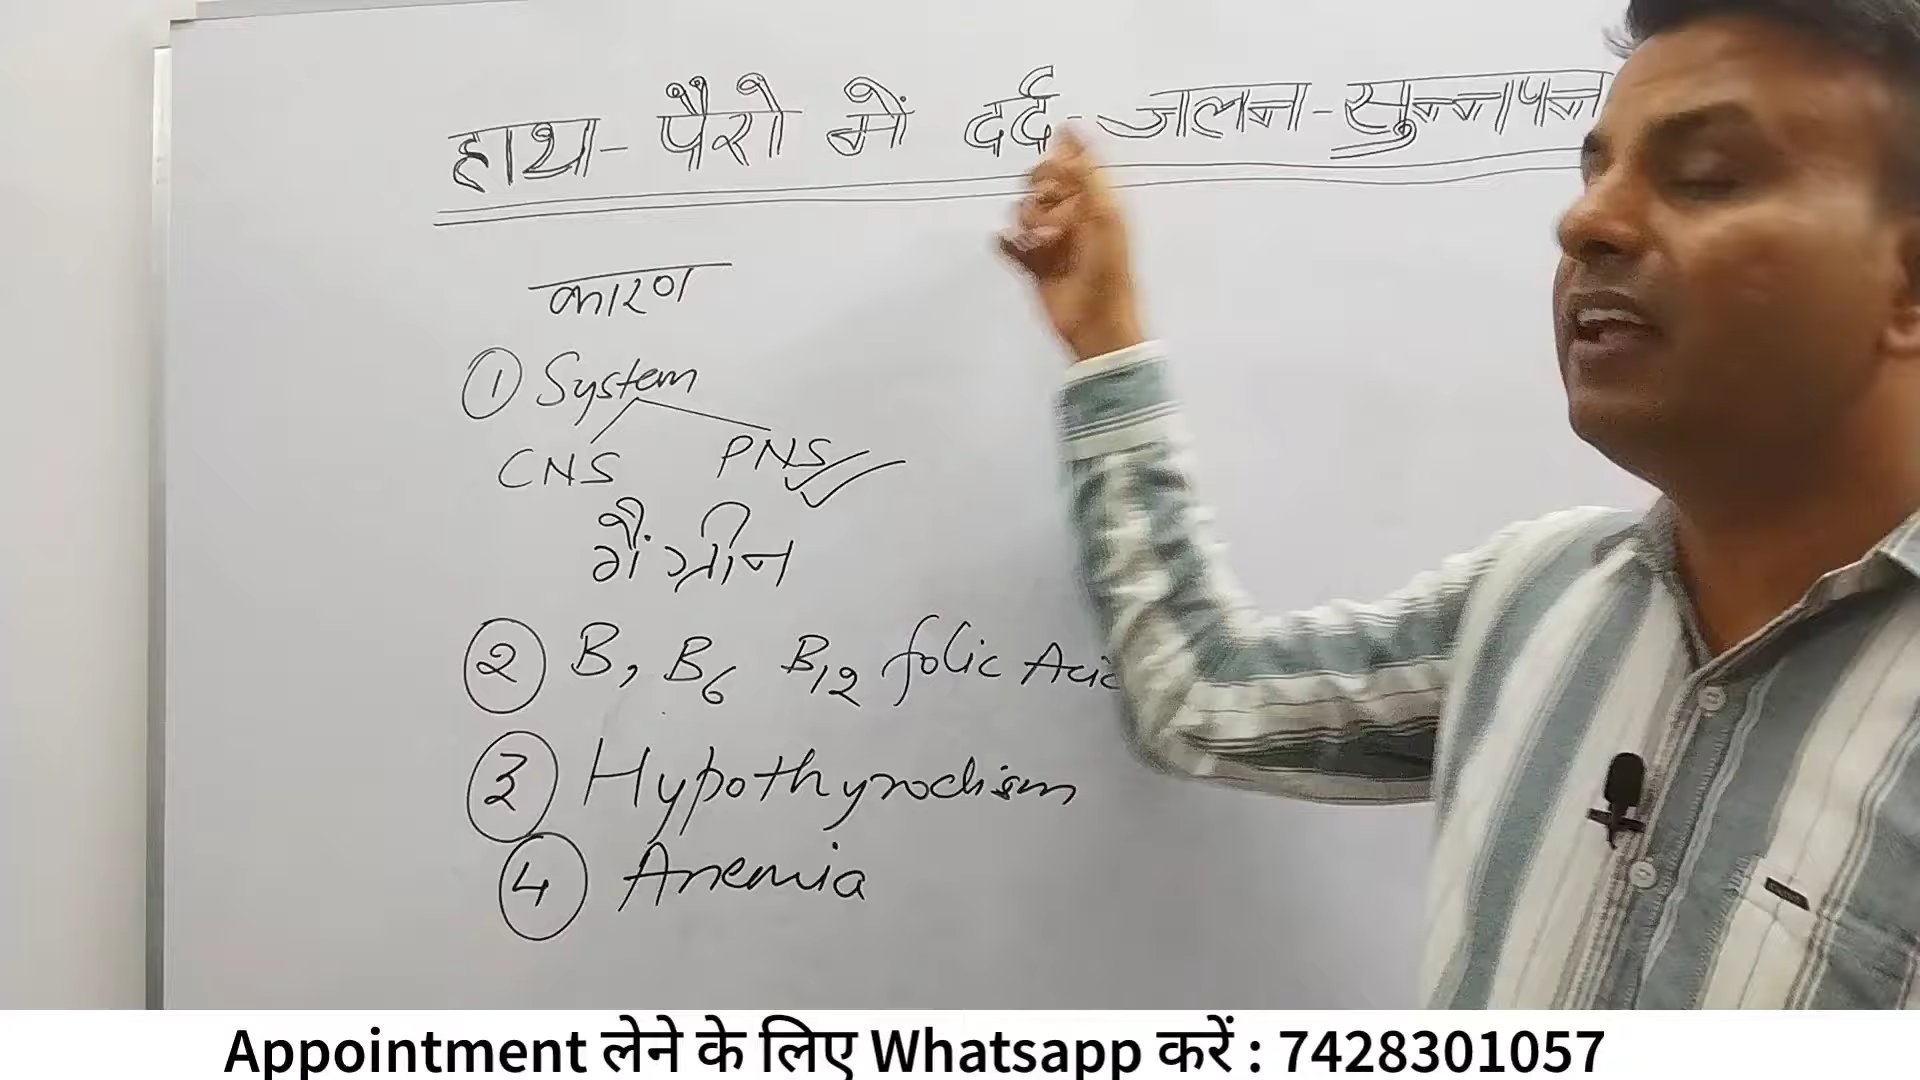 हाथ - पैरो में दर्द - जलन - सुन्नपन
कारण
① System
CNS PNS
गैंग्रीन
② B, B6 B12 folic Acid
③ Hypothyrodism
④ Anemia
Appointment लेने के लिए Whatsapp करें : 7428301057